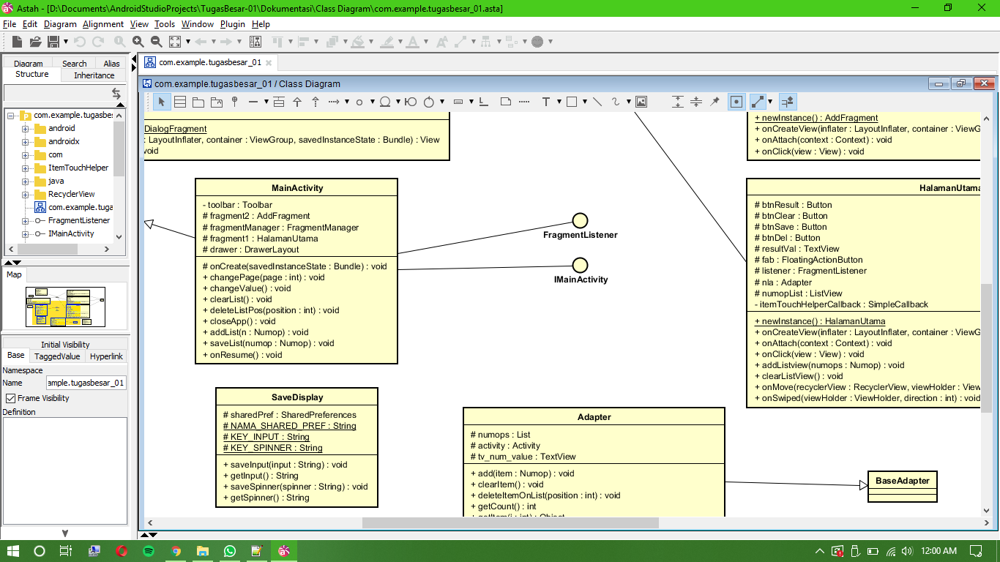 Astah - [D:\Documents\AndroidStudioProjects\TugasBesar-01\Dokumentasi\Class Diagram\com.example.tugasbesar_01.asta]
File Edit Diagram Alignment View Tools Window Plugin Help
Diagram Search Alias
Structure Inheritance
com.example.tugasbe
android
androidx
com
ItemTouchHelper
java
RecyclerView
com.example.tuga
FragmentListener
IMainActivity
Map
Initial Visibility
Base TaggedValue Hyperlink
Namespace
Name ample.tugasbesar_01
Frame Visibility
Definition
com.example.tugasbesar_01
com.example.tugasbesar_01 / Class Diagram
DialogFragment
: LayoutInflater, container : ViewGroup, savedInstanceState : Bundle) : View
void
+ newInstance() : AddFragment
+ onCreateView(inflater : LayoutInflater, container : ViewG
+ onAttach(context : Context) : void
+ onClick(view : View) : void
MainActivity
- toolbar : Toolbar
# fragment2 : AddFragment
# fragmentManager : FragmentManager
# fragment1 : HalamanUtama
# drawer : DrawerLayout
# onCreate(savedInstanceState : Bundle) : void
+ changePage(page : int) : void
+ changeValue() : void
+ clearList() : void
+ deleteListPos(position : int) : void
+ closeApp() : void
+ addList(n : Numop) : void
+ saveList(numop : Numop) : void
+ onResume() : void
FragmentListener
IMainActivity
HalamanUtama
# btnResult : Button
# btnClear : Button
# btnSave : Button
# btnDel : Button
# resultVal : TextView
# fab : FloatingActionButton
# listener : FragmentListener
# nla : Adapter
# numopList : ListView
- itemTouchHelperCallback : SimpleCallback
+ newInstance() : HalamanUtama
+ onCreateView(inflater : LayoutInflater, container : ViewG
+ onAttach(context : Context) : void
+ onClick(view : View) : void
+ addListview(numops : Numop) : void
+ clearListView() : void
+ onMove(recyclerView : RecyclerView, viewHolder : View
+ onSwiped(viewHolder : ViewHolder, direction : int) : void
SaveDisplay
# sharedPref : SharedPreferences
# NAMA_SHARED_PREF : String
# KEY_INPUT : String
# KEY_SPINNER : String
+ saveInput(input : String) : void
+ getInput() : String
+ saveSpinner(spinner : String) : void
+ getSpinner() : String
Adapter
# numops : List
# activity : Activity
# tv_num_value : TextView
+ add(item : Numop) : void
+ clearItem() : void
+ deleteItemOnList(position : int) : void
+ getCount() : int
+ getItem(i : int) : Object
BaseAdapter
12:00 AM